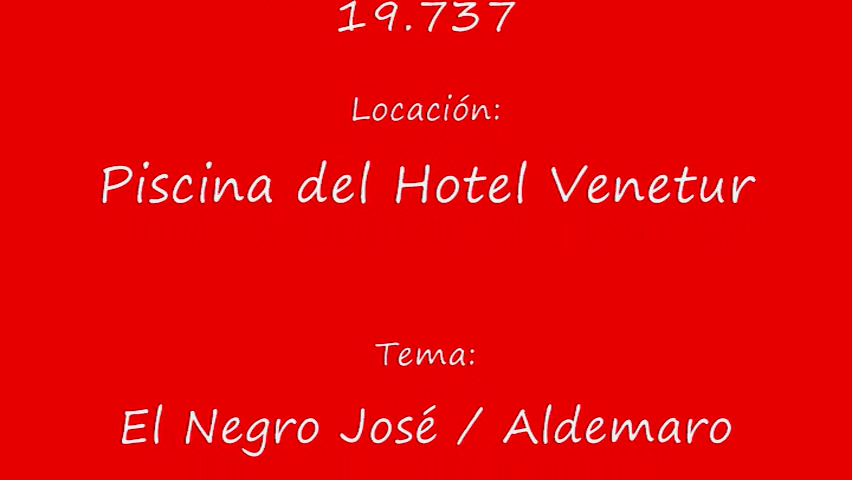 19.737
Locación:
Piscina del Hotel Venetur
Tema:
El Negro José / Aldemaro